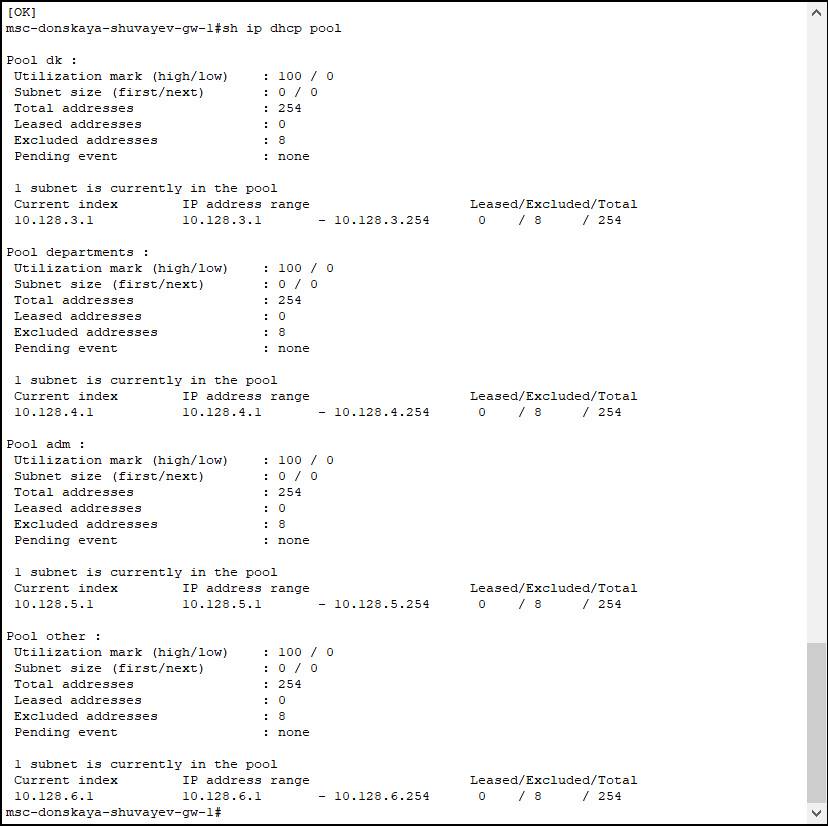 [OK]
msc-donskaya-shuvayev-gw-1#sh ip dhcp pool
Pool dk :
Utilization mark (high/low) : 100 / 0
Subnet size (first/next) : 0 / 0
Total addresses : 254
Leased addresses : 0
Excluded addresses : 8
Pending event : none
1 subnet is currently in the pool
Current index IP address range Leased/Excluded/Total
10.128.3.1 10.128.3.1 - 10.128.3.254 0 / 8 / 254
Pool departments :
Utilization mark (high/low) : 100 / 0
Subnet size (first/next) : 0 / 0
Total addresses : 254
Leased addresses : 0
Excluded addresses : 8
Pending event : none
1 subnet is currently in the pool
Current index IP address range Leased/Excluded/Total
10.128.4.1 10.128.4.1 - 10.128.4.254 0 / 8 / 254
Pool adm :
Utilization mark (high/low) : 100 / 0
Subnet size (first/next) : 0 / 0
Total addresses : 254
Leased addresses : 0
Excluded addresses : 8
Pending event : none
1 subnet is currently in the pool
Current index IP address range Leased/Excluded/Total
10.128.5.1 10.128.5.1 - 10.128.5.254 0 / 8 / 254
Pool other :
Utilization mark (high/low) : 100 / 0
Subnet size (first/next) : 0 / 0
Total addresses : 254
Leased addresses : 0
Excluded addresses : 8
Pending event : none
1 subnet is currently in the pool
Current index IP address range Leased/Excluded/Total
10.128.6.1 10.128.6.1 - 10.128.6.254 0 / 8 / 254
msc-donskaya-shuvayev-gw-1#